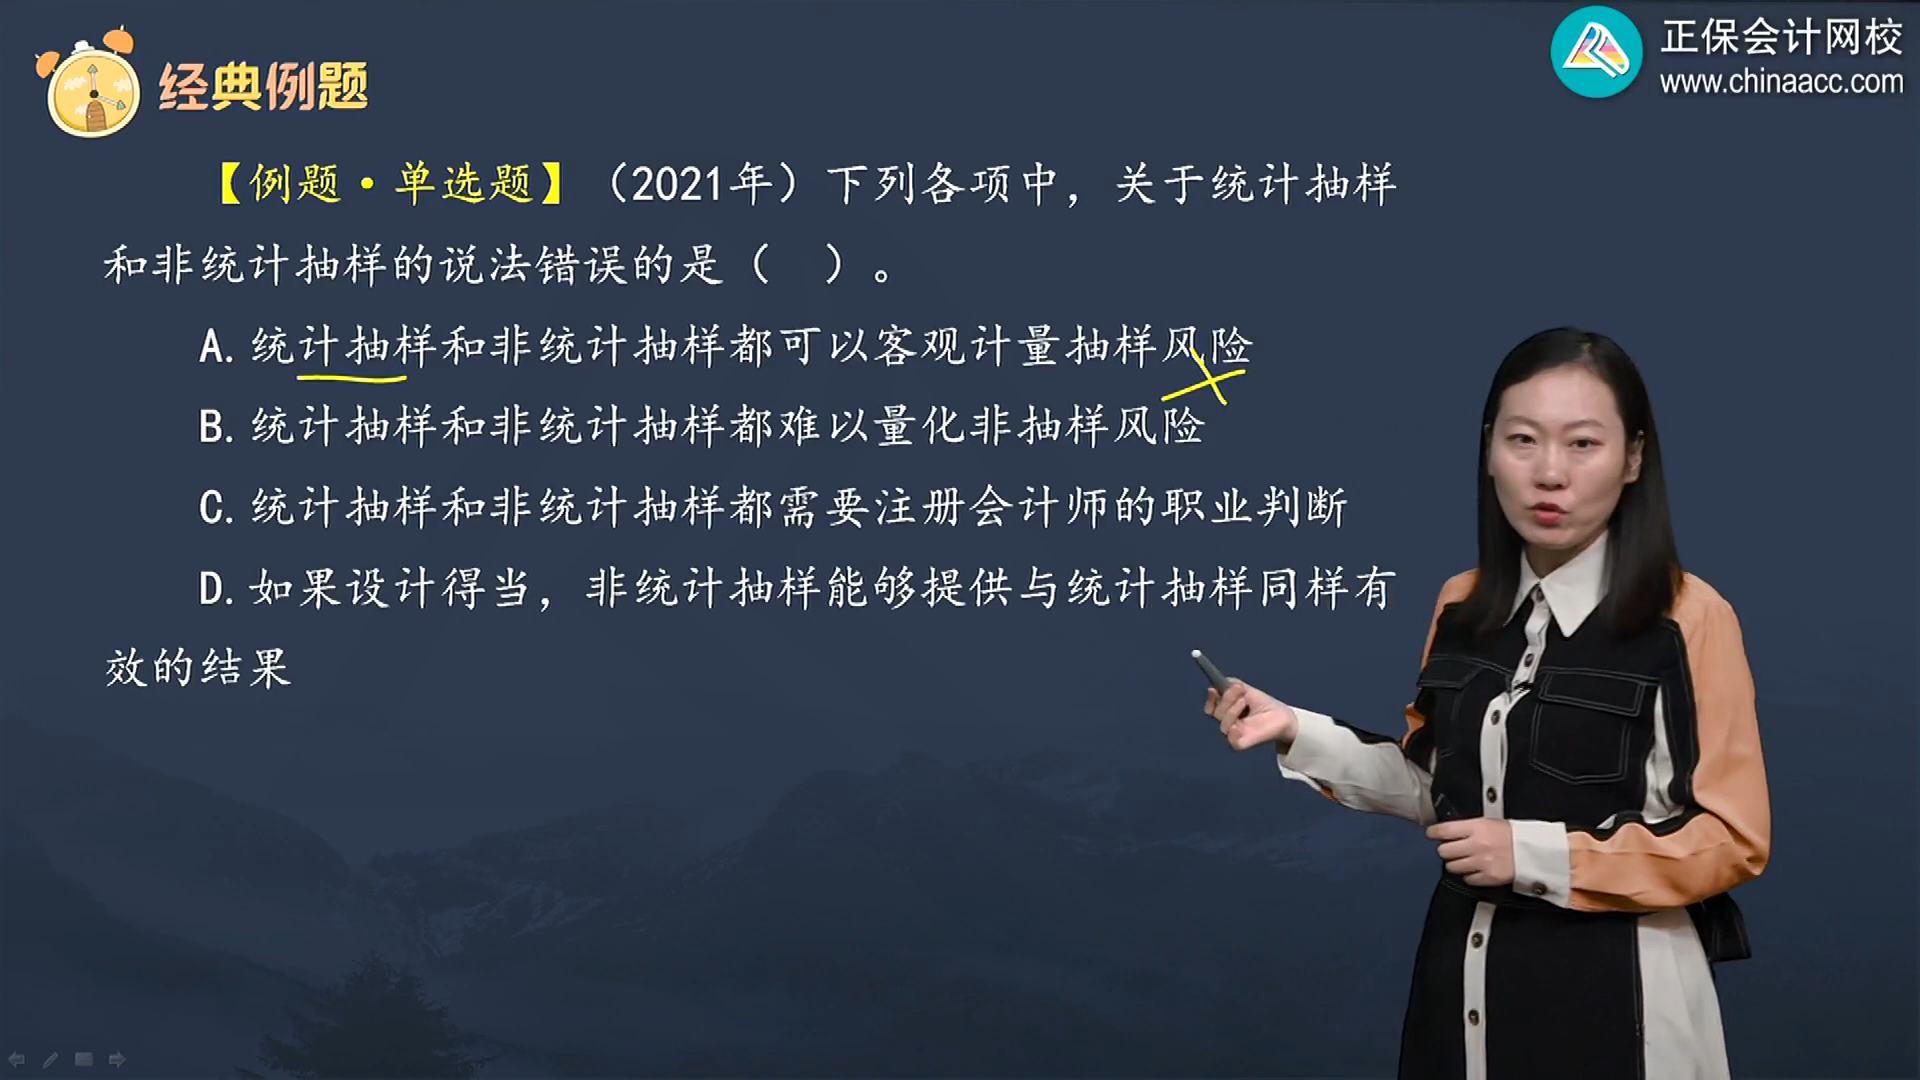 正保会计网校
www.chinaacc.com
经典例题
【例题·单选题】（2021年）下列各项中，关于统计抽样
和非统计抽样的说法错误的是（ ）。
A. 统计抽样和非统计抽样都可以客观计量抽样风险
B. 统计抽样和非统计抽样都难以量化非抽样风险
C. 统计抽样和非统计抽样都需要注册会计师的职业判断
D. 如果设计得当，非统计抽样能够提供与统计抽样同样有
效的结果